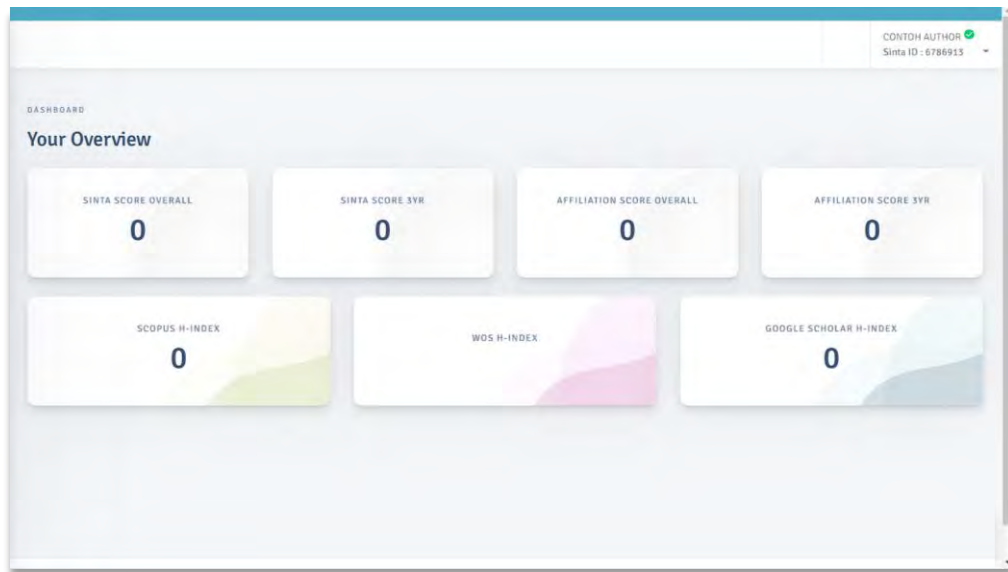 CONTOH AUTHOR
Sinta ID : 6786913
DASHBOARD
Your Overview
SINTA SCORE OVERALL
0
SINTA SCORE 3YR
0
AFFILIATION SCORE OVERALL
0
AFFILIATION SCORE 3YR
0
SCOPUS H-INDEX
0
WOS H-INDEX
GOOGLE SCHOLAR H-INDEX
0